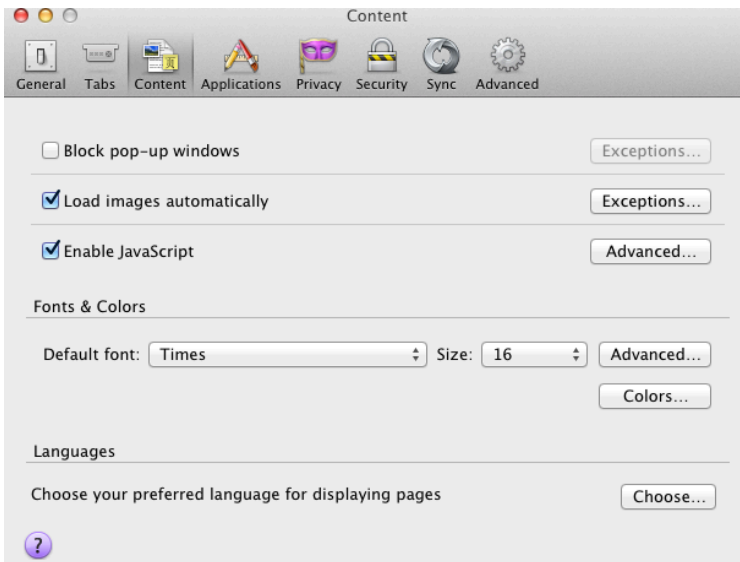 Content
General Tabs Content Applications Privacy Security Sync Advanced
Block pop-up windows Exceptions...
Load images automatically Exceptions...
Enable JavaScript Advanced...
Fonts & Colors
Default font: Times Size: 16 Advanced...
Colors...
Languages
Choose your preferred language for displaying pages Choose...
?